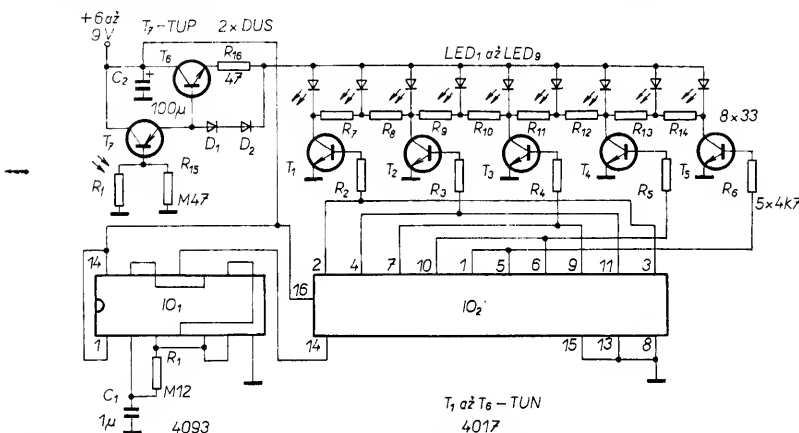 +6 až
9V
T7-TUP
2×DUS
T6
R16
47
C2
+
100µ
T7
D1
D2
R15
R1
M47
LED1 až LED9
R7
R8
R9
R10
R11
R12
R13
R14
8×33
T1
T2
T3
T4
T5
R2
R3
R4
R5
R6
5×4k7
14
IO1
1
R1
M12
C1
1µ
4093
2
4
7
10
1
5
6
9
11
3
16
IO2
14
15
13
8
T1 až T6 – TUN
4017